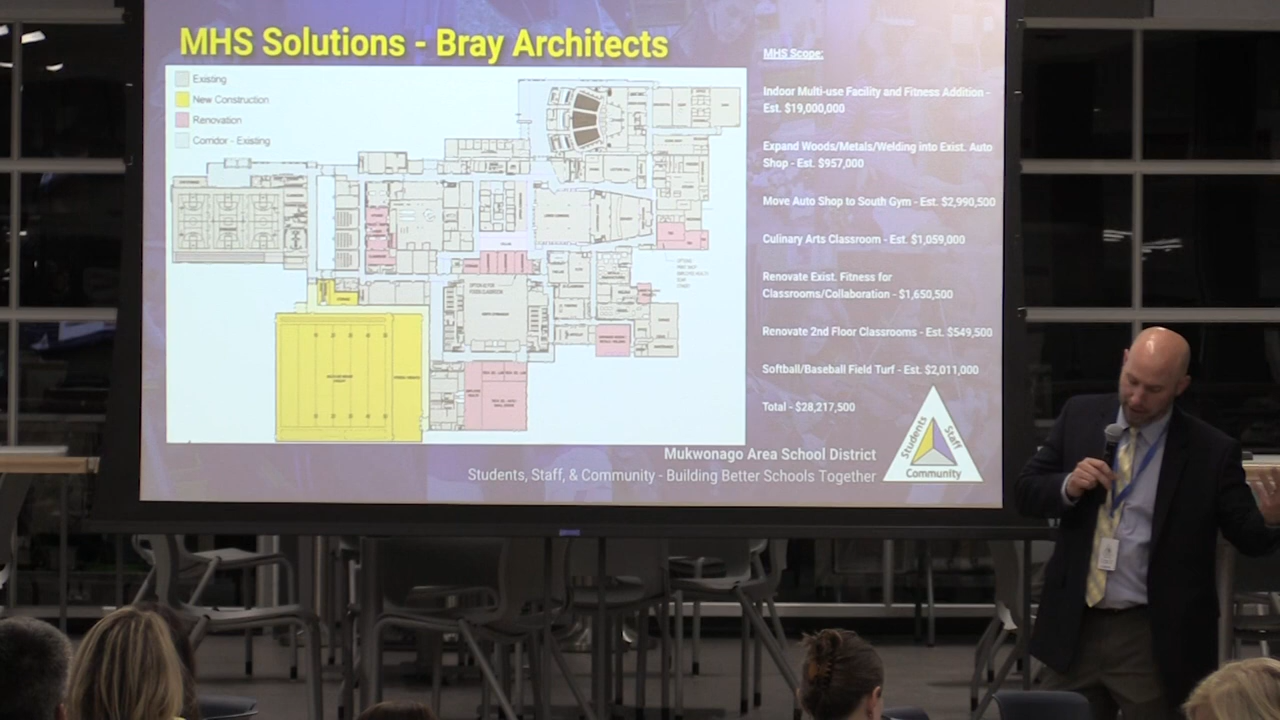 MHS Solutions - Bray Architects
Existing
New Construction
Renovation
Corridor - Existing
MHS Scope:
Indoor Multi-use Facility and Fitness Addition -
Est. $19,000,000
Expand Woods/Metals/Welding into Exist. Auto
Shop - Est. $957,000
Move Auto Shop to South Gym - Est. $2,990,500
Culinary Arts Classroom - Est. $1,059,000
Renovate Exist. Fitness for
Classrooms/Collaboration - $1,650,500
Renovate 2nd Floor Classrooms - Est. $549,500
Softball/Baseball Field Turf - Est. $2,011,000
Total - $28,217,500
Mukwonago Area School District
Students, Staff, & Community - Building Better Schools Together
Students
Staff
Community